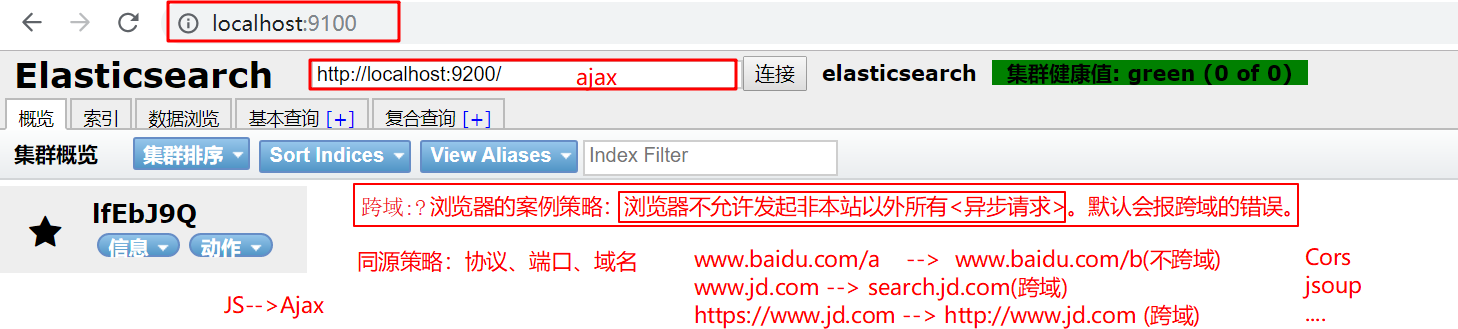 localhost:9100
Elasticsearch http://localhost:9200/ ajax 连接 elasticsearch 集群健康值: green (0 of 0)
概览 索引 数据浏览 基本查询 [+] 复合查询 [+]
集群概览 集群排序 Sort Indices View Aliases Index Filter
lfEbJ9Q
信息 动作
跨域:?浏览器的案例策略：浏览器不允许发起非本站以外所有<异步请求>。默认会报跨域的错误。
同源策略：协议、端口、域名
www.baidu.com/a --> www.baidu.com/b(不跨域)
www.jd.com --> search.jd.com(跨域)
https://www.jd.com --> http://www.jd.com (跨域)
Cors
jsoup
....
JS-->Ajax